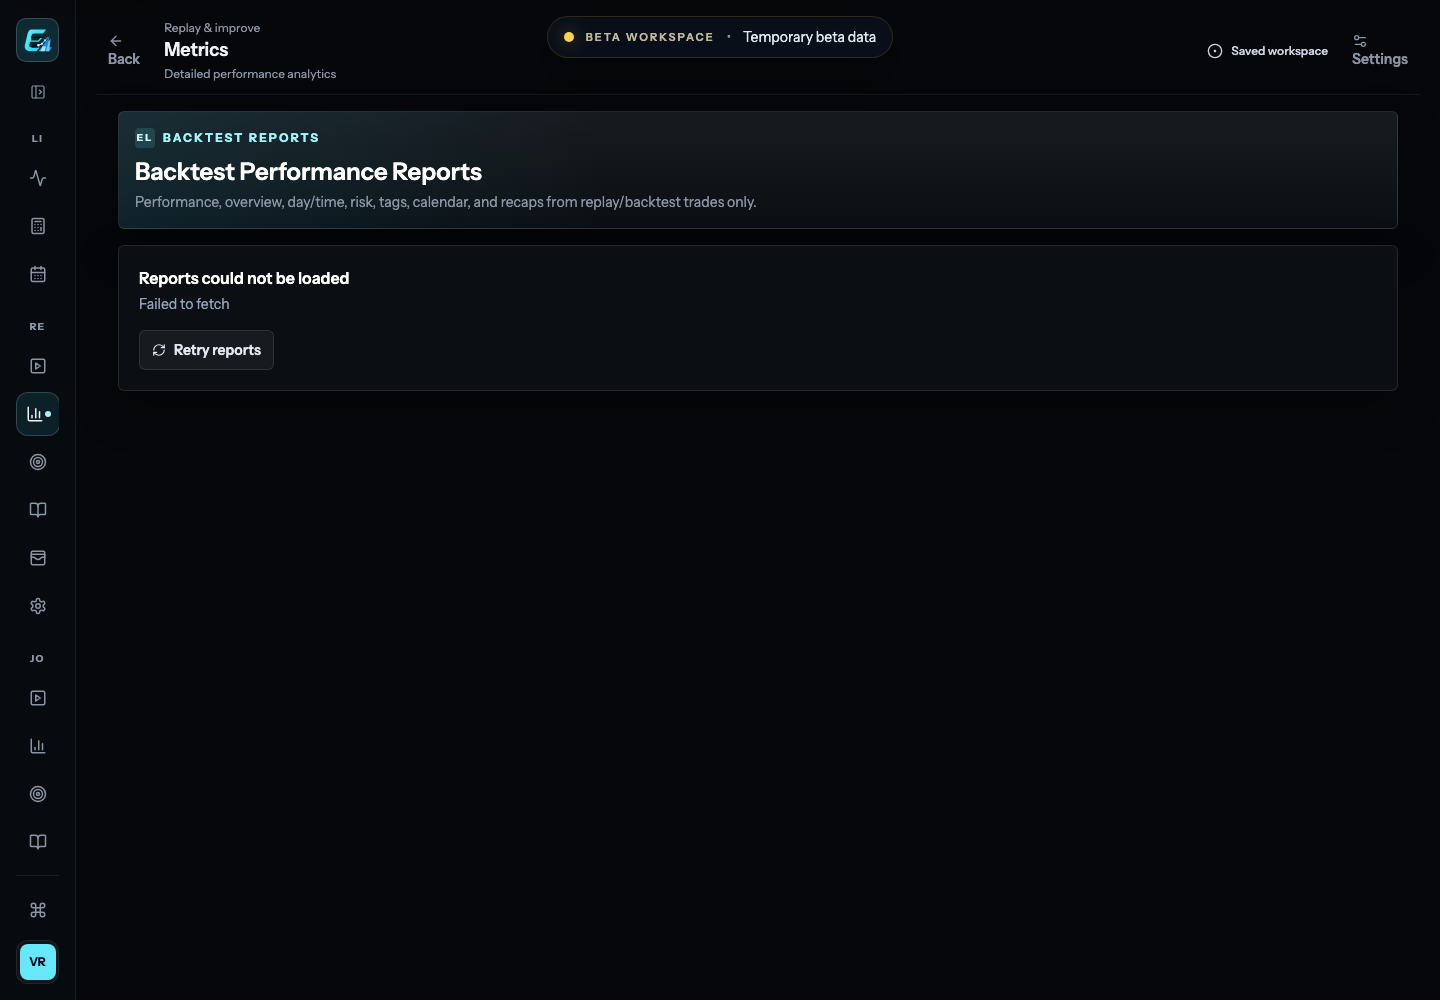 Back
Replay & improve
Metrics
Detailed performance analytics
BETA WORKSPACE • Temporary beta data
Saved workspace
Settings
LI
RE
JO
VR
EL BACKTEST REPORTS
Backtest Performance Reports
Performance, overview, day/time, risk, tags, calendar, and recaps from replay/backtest trades only.
Reports could not be loaded
Failed to fetch
Retry reports